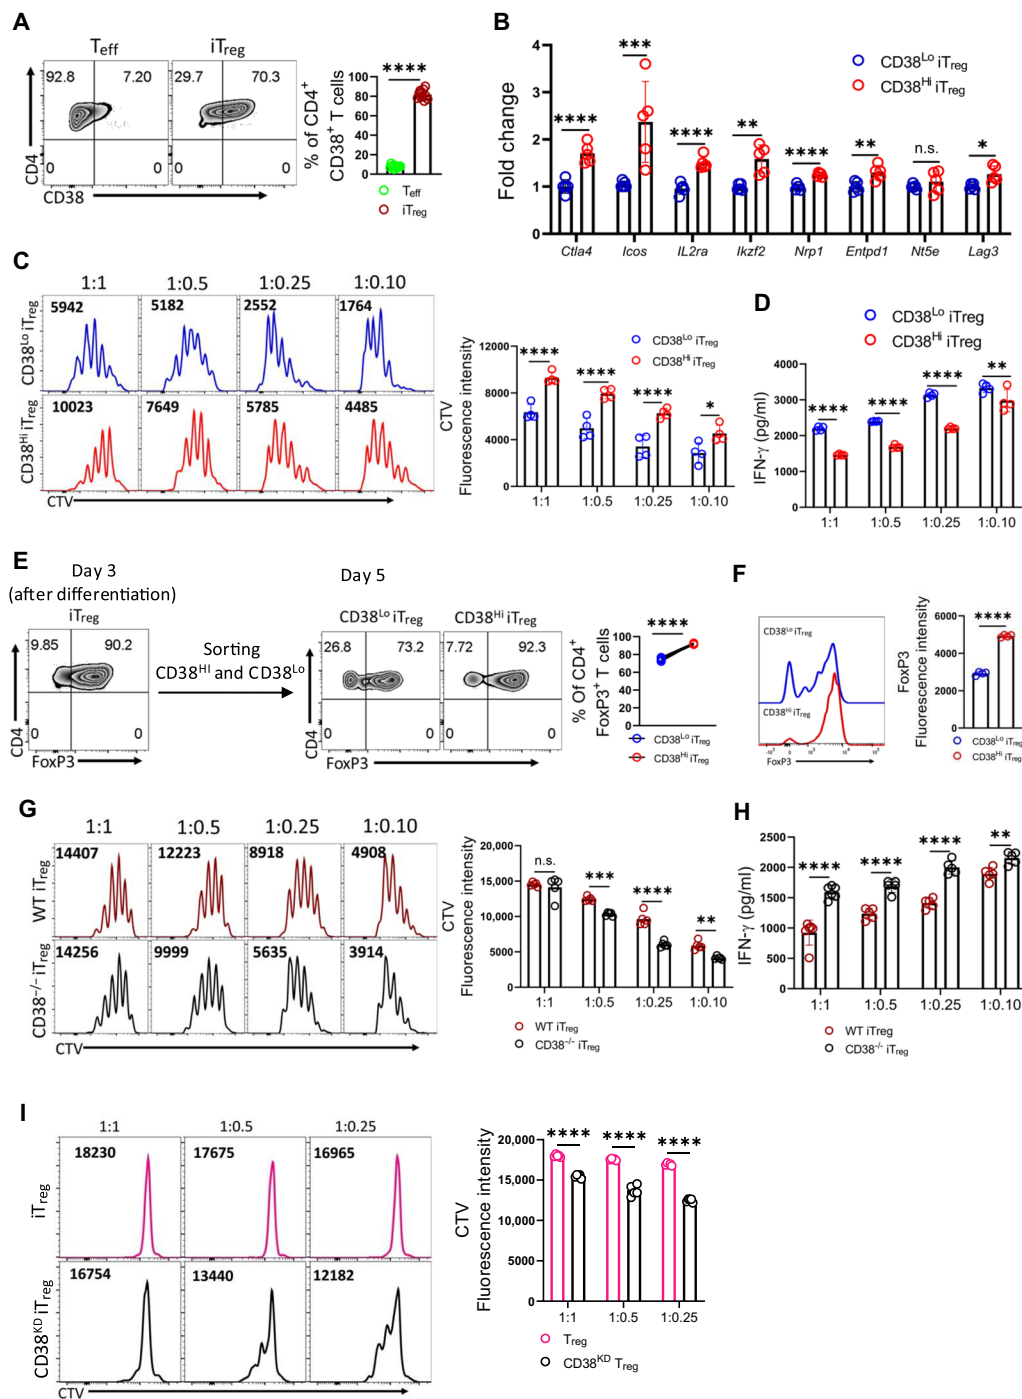 A
Teff
iTreg
92.8
7.20
29.7
70.3
0
0
0
0
CD4
CD38
% of CD4+
CD38+ T cells
100
80
60
40
20
0
****
Teff
iTreg
B
Fold change
4
3
2
1
0
CD38Lo iTreg
CD38Hi iTreg
****
***
****
**
****
**
n.s.
*
Ctla4
Icos
IL2ra
Ikzf2
Nrp1
Entpd1
Nt5e
Lag3
C
1:1
1:0.5
1:0.25
1:0.10
CD38Lo iTreg
5942
5182
2552
1764
CD38Hi iTreg
10023
7649
5785
4485
CTV
CTV
Fluorescence intensity
12000
8000
4000
0
CD38Lo iTreg
CD38Hi iTreg
****
****
****
*
1:1
1:0.5
1:0.25
1:0.10
D
CD38Lo iTreg
CD38Hi iTreg
IFN-γ (pg/ml)
4000
3000
2000
1000
0
****
****
****
**
1:1
1:0.5
1:0.25
1:0.10
E
Day 3
(after differentiation)
iTreg
9.85
90.2
0
0
CD4
FoxP3
Sorting
CD38HI and CD38Lo
Day 5
CD38Lo iTreg
CD38Hi iTreg
26.8
73.2
7.72
92.3
0
0
0
0
CD4
FoxP3
% Of CD4+
FoxP3+ T cells
100
80
60
40
20
0
****
CD38Lo iTreg
CD38Hi iTreg
F
CD38Lo iTreg
CD38Hi iTreg
FoxP3
FoxP3
Fluorescence intensity
6000
4000
2000
0
****
CD38Lo iTreg
CD38Hi iTreg
G
1:1
1:0.5
1:0.25
1:0.10
WT iTreg
14407
12223
8918
4908
CD38−/− iTreg
14256
9999
5635
3914
CTV
CTV
Fluorescence intensity
20,000
15,000
10,000
5000
0
n.s.
***
****
**
1:1
1:0.5
1:0.25
1:0.10
WT iTreg
CD38−/− iTreg
H
IFN-γ (pg/ml)
2500
2000
1500
1000
500
0
****
****
****
**
1:1
1:0.5
1:0.25
1:0.10
WT iTreg
CD38−/− iTreg
I
1:1
1:0.5
1:0.25
iTreg
18230
17675
16965
CD38KD iTreg
16754
13440
12182
CTV
CTV
Fluorescence intensity
20,000
15,000
10,000
5000
0
****
****
****
1:1
1:0.5
1:0.25
Treg
CD38KD Treg